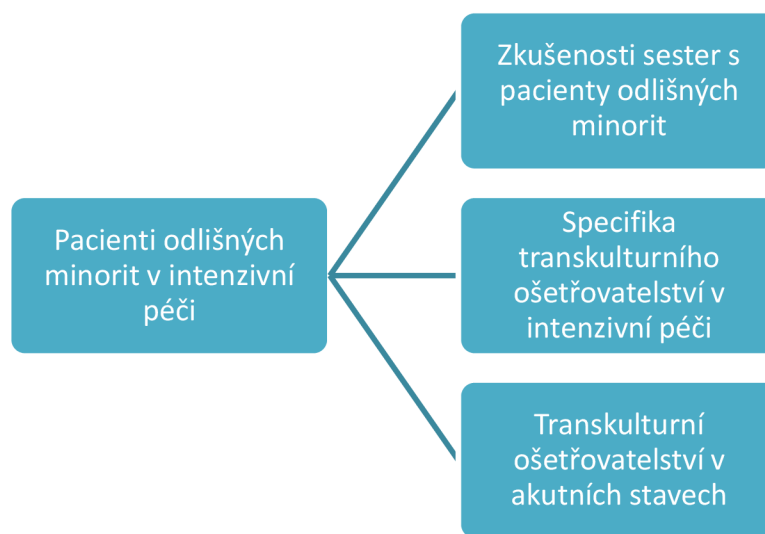 Zkušenosti sester s
pacienty odlišných
minorit
Pacienti odlišných
minorit v intenzivní
péči
Specifika
transkulturního
ošetřovatelství v
intenzivní péči
Transkulturní
ošetřovatelství v
akutních stavech